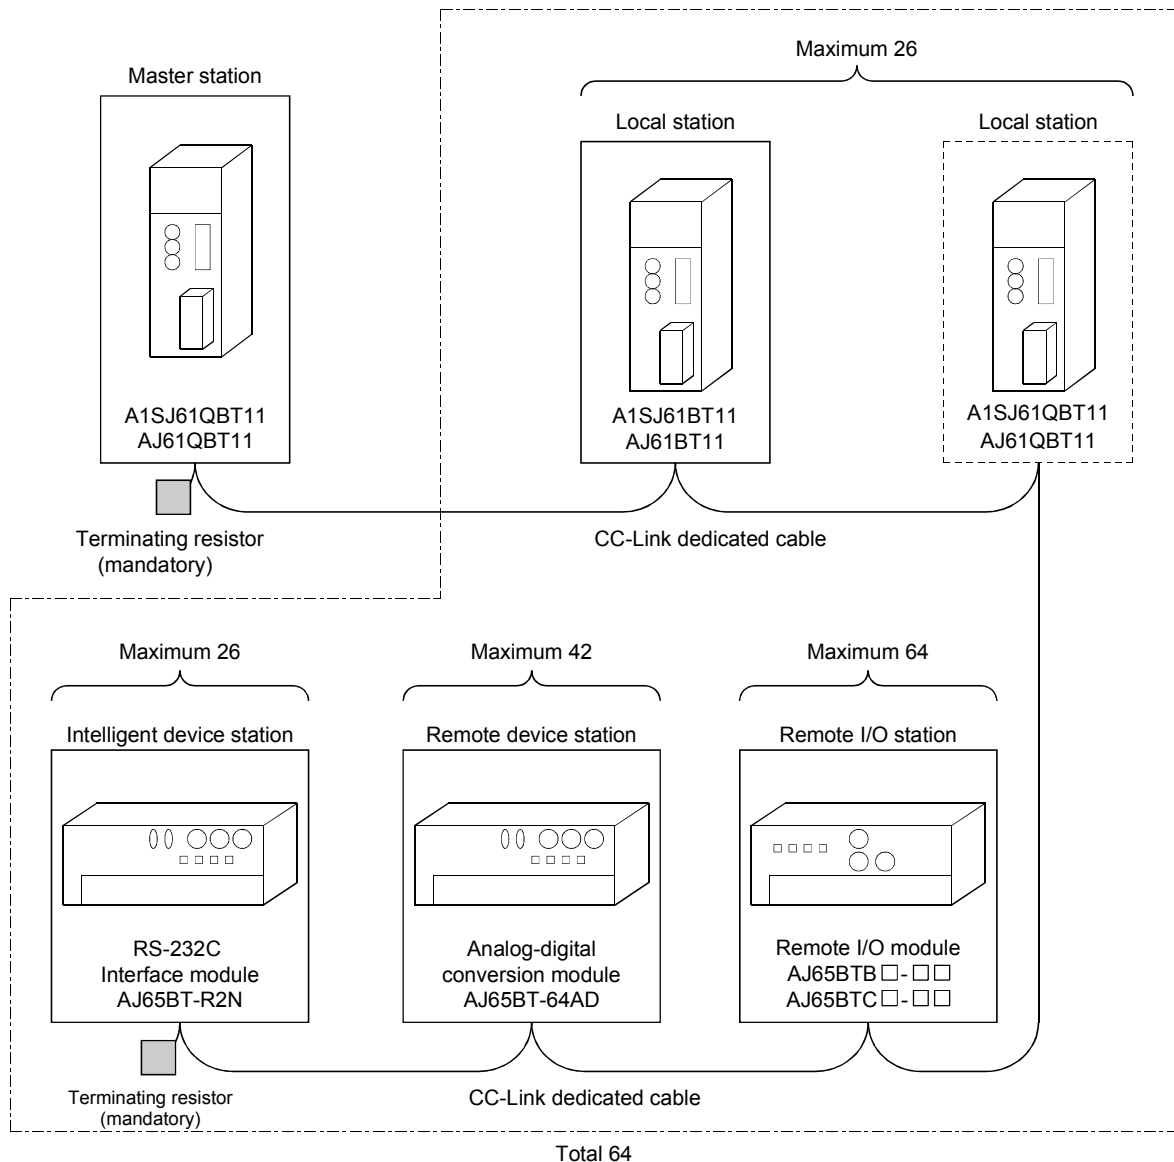 Maximum 26
Master station
Local station
Local station
A1SJ61QBT11
AJ61QBT11
A1SJ61BT11
AJ61BT11
A1SJ61QBT11
AJ61QBT11
Terminating resistor
(mandatory)
CC-Link dedicated cable
Maximum 26
Maximum 42
Maximum 64
Intelligent device station
Remote device station
Remote I/O station
RS-232C
Interface module
AJ65BT-R2N
Analog-digital
conversion module
AJ65BT-64AD
Remote I/O module
AJ65BTB□-□□
AJ65BTC□-□□
Terminating resistor
(mandatory)
CC-Link dedicated cable
Total 64